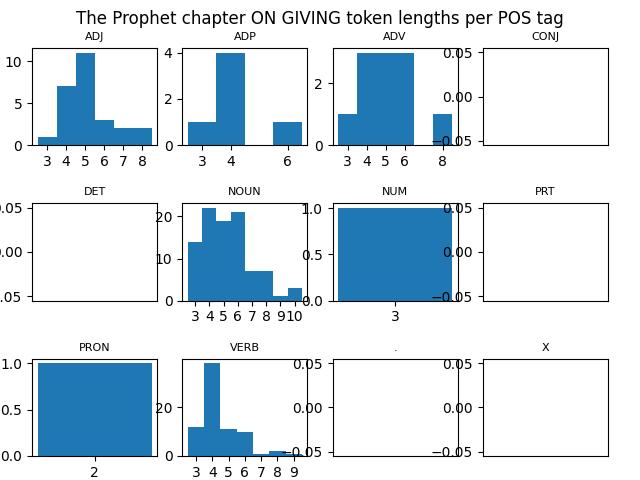 The Prophet chapter ON GIVING token lengths per POS tag
ADJ ADP ADV CONJ
10 5 0 4 2 0 2 0 0.05 0.00 −0.05
3 4 5 6 7 8 3 4 6 3 4 5 6 8
DET NOUN NUM PRT
0.05 0.00 0.05 20 10 0 1.0 0.5 0.0 0.05 0.00 −0.05
3 4 5 6 7 8 9 10 3
PRON VERB . X
1.0 0.5 0.0 20 0 0.05 0.00 −0.05 0.05 0.00 −0.05
2 3 4 5 6 7 8 9